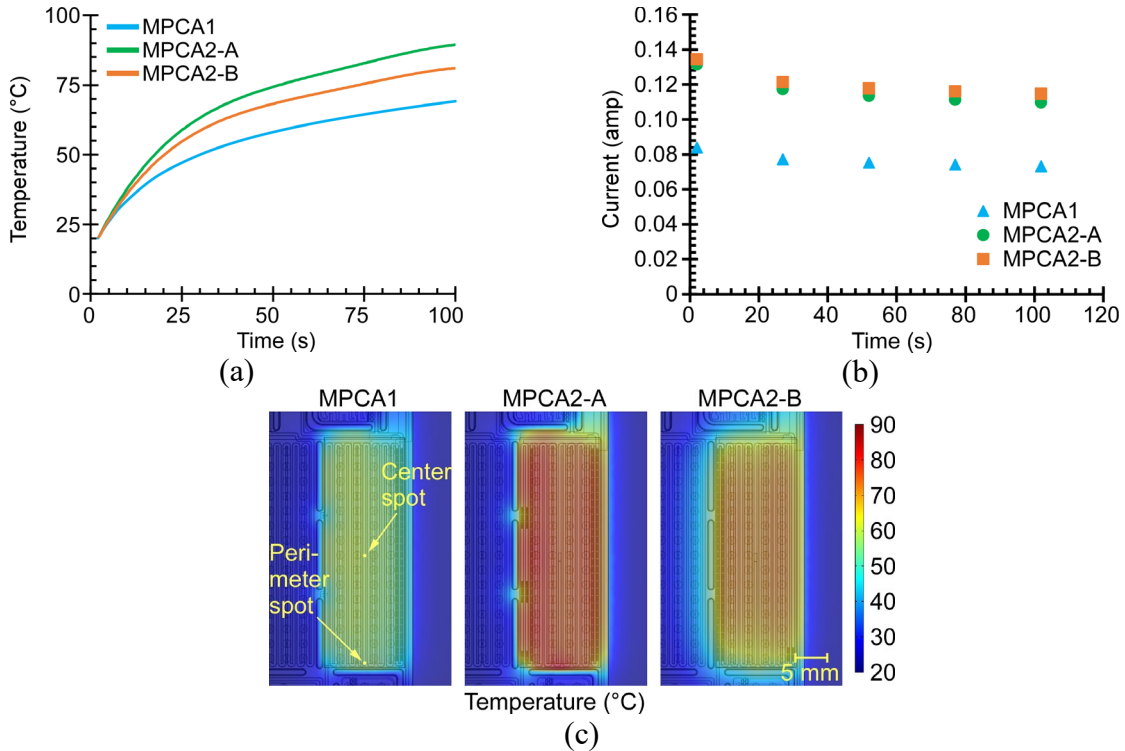 100
75
50
25
0
Temperature (°C)
MPCA1
MPCA2-A
MPCA2-B
0 25 50 75 100
Time (s)
(a)
0.16
0.14
0.12
0.10
0.08
0.06
0.04
0.02
0.00
Current (amp)
MPCA1
MPCA2-A
MPCA2-B
0 20 40 60 80 100 120
Time (s)
(b)
MPCA1 MPCA2-A MPCA2-B
Center
spot
Peri-
meter
spot
5 mm
90
80
70
60
50
40
30
20
Temperature (°C)
(c)